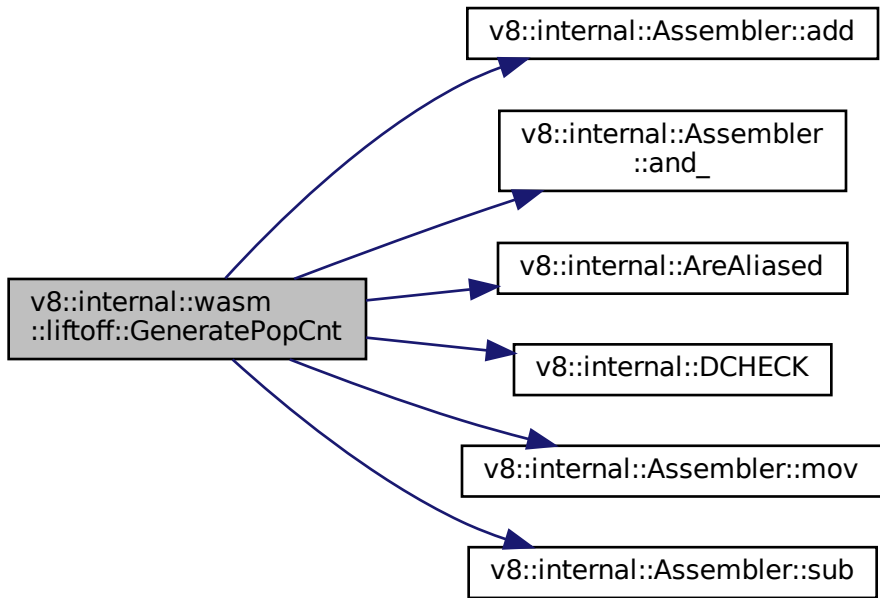 v8::internal::Assembler::add
v8::internal::Assembler
::and_
v8::internal::AreAliased
v8::internal::wasm
::liftoff::GeneratePopCnt
v8::internal::DCHECK
v8::internal::Assembler::mov
v8::internal::Assembler::sub